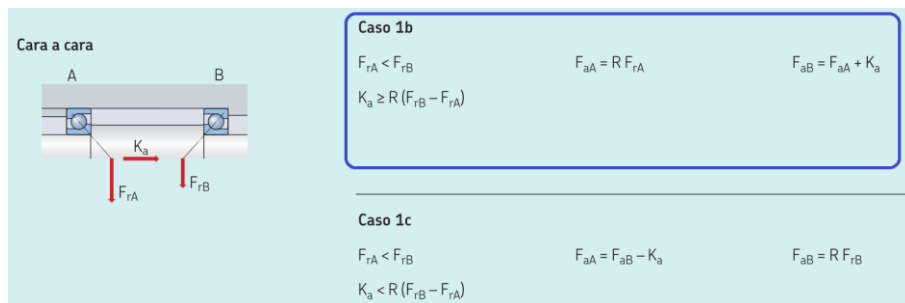 Cara a cara
A
B
Kₐ
FᵣA
FᵣB
Caso 1b
FᵣA < FᵣB
FₐA = R FᵣA
FₐB = FₐA + Kₐ
Kₐ ≥ R (FᵣB – FᵣA)
Caso 1c
FᵣA < FᵣB
FₐA = FₐB – Kₐ
FₐB = R FᵣB
Kₐ < R (FᵣB – FᵣA)